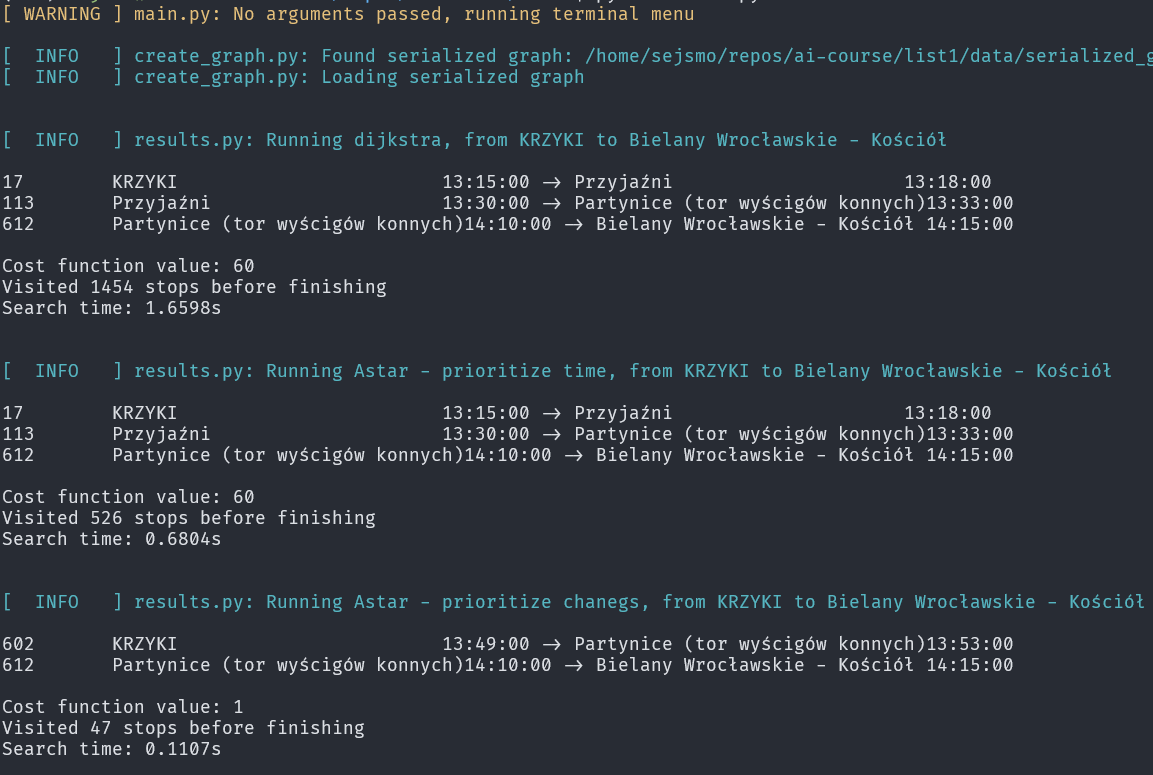 [ WARNING ] main.py: No arguments passed, running terminal menu
[  INFO   ] create_graph.py: Found serialized graph: /home/sejsmo/repos/ai-course/list1/data/serialized_g
[  INFO   ] create_graph.py: Loading serialized graph
[  INFO   ] results.py: Running dijkstra, from KRZYKI to Bielany Wrocławskie - Kościół
17        KRZYKI                        13:15:00 -> Przyjaźni                     13:18:00
113       Przyjaźni                     13:30:00 -> Partynice (tor wyścigów konnych)13:33:00
612       Partynice (tor wyścigów konnych)14:10:00 -> Bielany Wrocławskie - Kościół 14:15:00
Cost function value: 60
Visited 1454 stops before finishing
Search time: 1.6598s
[  INFO   ] results.py: Running Astar - prioritize time, from KRZYKI to Bielany Wrocławskie - Kościół
17        KRZYKI                        13:15:00 -> Przyjaźni                     13:18:00
113       Przyjaźni                     13:30:00 -> Partynice (tor wyścigów konnych)13:33:00
612       Partynice (tor wyścigów konnych)14:10:00 -> Bielany Wrocławskie - Kościół 14:15:00
Cost function value: 60
Visited 526 stops before finishing
Search time: 0.6804s
[  INFO   ] results.py: Running Astar - prioritize chanegs, from KRZYKI to Bielany Wrocławskie - Kościół
602       KRZYKI                        13:49:00 -> Partynice (tor wyścigów konnych)13:53:00
612       Partynice (tor wyścigów konnych)14:10:00 -> Bielany Wrocławskie - Kościół 14:15:00
Cost function value: 1
Visited 47 stops before finishing
Search time: 0.1107s